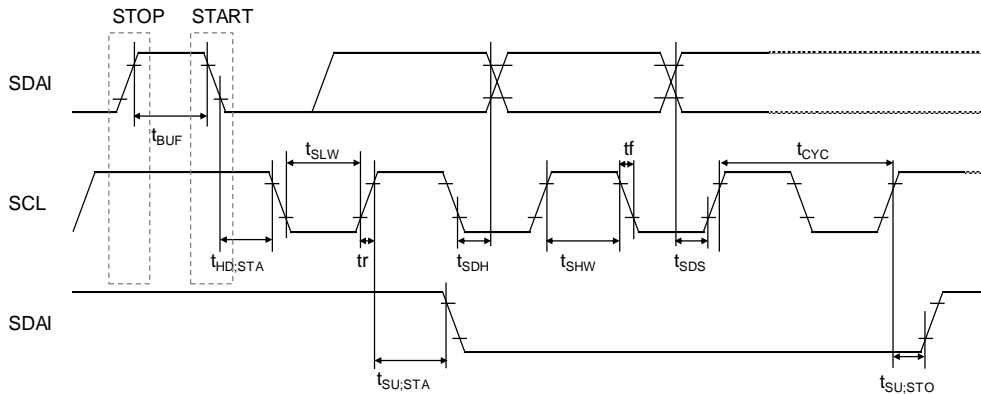 STOP START
SDAI
tBUF
tSLW tf tCYC
SCL
tHD;STA tr tSDH tSHW tSDS
SDAI
tSU;STA tSU;STO